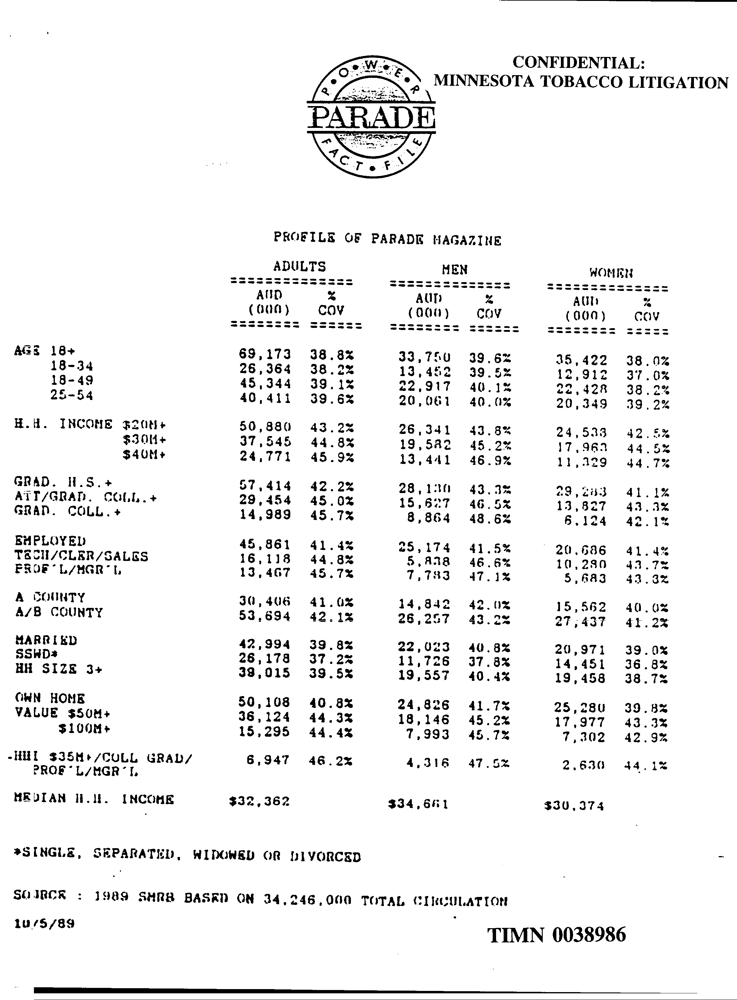 CONFIDENTIAL:
MINNESOTA TOBACCO LITIGATION
POWER
PARADE
FACT • FILE
PROFILE OF PARADE MAGAZINE
ADULTS MEN WOMEN
=============== =============== ===============
AUD % AUD % AUD %
(000) COV (000) COV (000) COV
======== ====== ======== ====== ======== =====
AGE 18+ 69,173 38.8% 33,750 39.6% 35,422 38.0%
18-34 26,364 38.2% 13,452 39.5% 12,912 37.0%
18-49 45,344 39.1% 22,917 40.1% 22,428 38.2%
25-54 40,411 39.6% 20,061 40.0% 20,349 39.2%
H.H. INCOME $20M+ 50,880 43.2% 26,341 43.8% 24,538 42.5%
$30M+ 37,545 44.8% 19,582 45.2% 17,963 44.5%
$40M+ 24,771 45.9% 13,441 46.9% 11,329 44.7%
GRAD. H.S.+ 57,414 42.2% 28,130 43.3% 29,283 41.1%
ATT/GRAD. COLL.+ 29,454 45.0% 15,627 46.5% 13,827 43.3%
GRAD. COLL.+ 14,989 45.7% 8,864 48.6% 6,124 42.1%
EMPLOYED 45,861 41.4% 25,174 41.5% 20,686 41.4%
TECH/CLER/SALES 16,118 44.8% 5,838 46.6% 10,280 43.7%
PROF'L/MGR'L 13,467 45.7% 7,783 47.1% 5,683 43.3%
A COUNTY 30,406 41.0% 14,842 42.0% 15,562 40.0%
A/B COUNTY 53,694 42.1% 26,257 43.2% 27,437 41.2%
MARRIED 42,994 39.8% 22,023 40.8% 20,971 39.0%
SSWD* 26,178 37.2% 11,726 37.8% 14,451 36.8%
HH SIZE 3+ 39,015 39.5% 19,557 40.4% 19,458 38.7%
OWN HOME 50,108 40.8% 24,826 41.7% 25,280 39.8%
VALUE $50M+ 36,124 44.3% 18,146 45.2% 17,977 43.3%
$100M+ 15,295 44.4% 7,993 45.7% 7,302 42.9%
HHI $35M+/COLL GRAD/ 6,947 46.2% 4,316 47.5% 2,630 44.1%
PROF'L/MGR'L
MEDIAN H.H. INCOME $32,362 $34,661 $30,374
*SINGLE, SEPARATED, WIDOWED OR DIVORCED
SOURCE : 1989 SMRB BASED ON 34,246,000 TOTAL CIRCULATION
10/5/89
TIMN 0038986